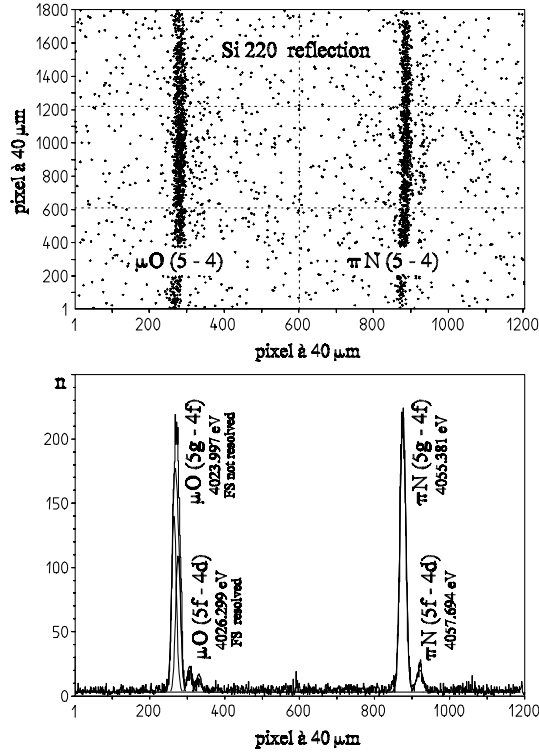 1800
1600
1400
1200
1000
800
600
400
200
1
pixel à 40 μm
Si 220 reflection
μO (5 - 4)
πN (5 - 4)
1 200 400 600 800 1000 1200
pixel à 40 μm
n
200
150
100
50
0
μO (5g - 4f)
4023.997 eV
FS not resolved
μO (5f - 4d)
4026.299 eV
FS resolved
πN (5g - 4f)
4055.381 eV
πN (5f - 4d)
4057.694 eV
1 200 400 600 800 1000 1200
pixel à 40 μm